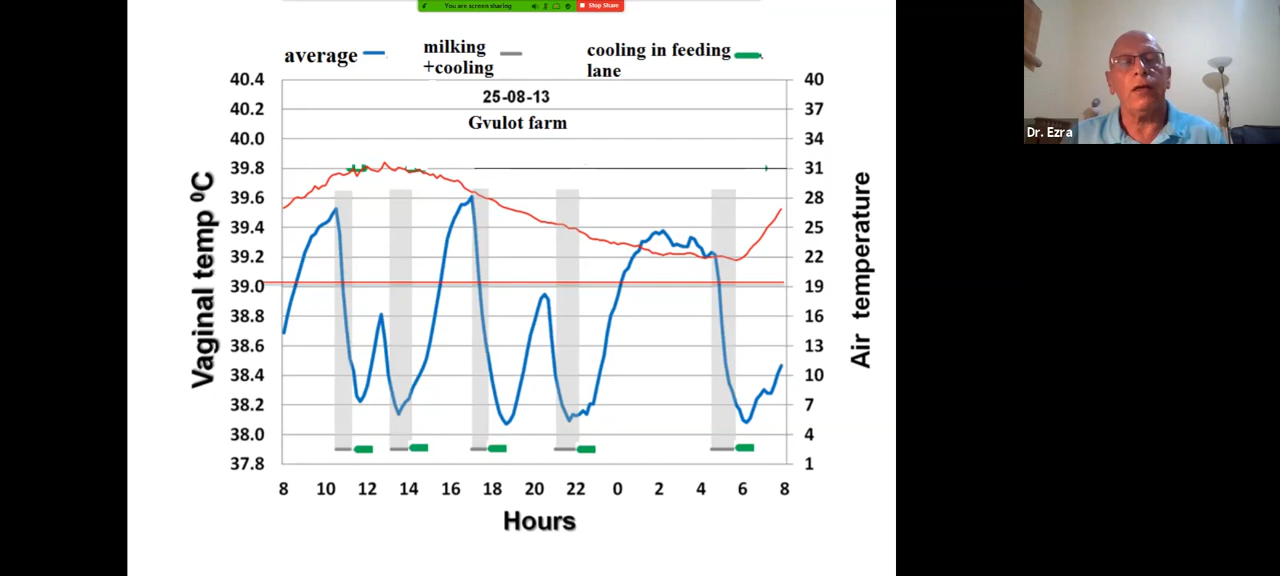 You are screen sharing
Stop Share
average
milking
+cooling
cooling in feeding
lane
25-08-13
Gvulot farm
40.4
40.2
40.0
39.8
39.6
39.4
39.2
39.0
38.8
38.6
38.4
38.2
38.0
37.8
Vaginal temp ⁰C
40
37
34
31
28
25
22
19
16
13
10
7
4
1
Air temperature
8 10 12 14 16 18 20 22 0 2 4 6 8
Hours
Dr. Ezra